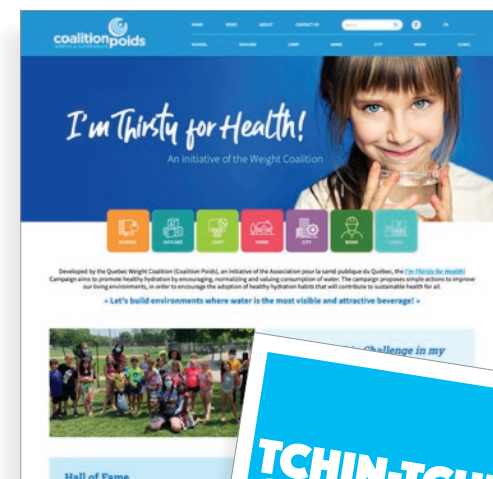 coalitionpoids
HOME NEWS ABOUT CONTACT US Search EN
SCHOOL DAYCARE CAMP HOME CITY WORK CLINIC
I'm Thirsty for Health!
An initiative of the Weight Coalition
SCHOOL DAYCARE CAMP HOME CITY WORK CLINIC
Developed by the Quebec Weight Coalition (Coalition Poids), an initiative of the Association pour la santé publique du Québec, the I'm Thirsty for Health!
Campaign aims to promote healthy hydration by encouraging, normalizing and valuing consumption of water. The campaign proposes simple actions to improve
our living environments, in order to encourage the adoption of healthy hydration habits that will contribute to sustainable health for all.
« Let's build environments where water is the most visible and attractive beverage! »
Challenge in my
Hall of Fame
TCHIN-TCHI